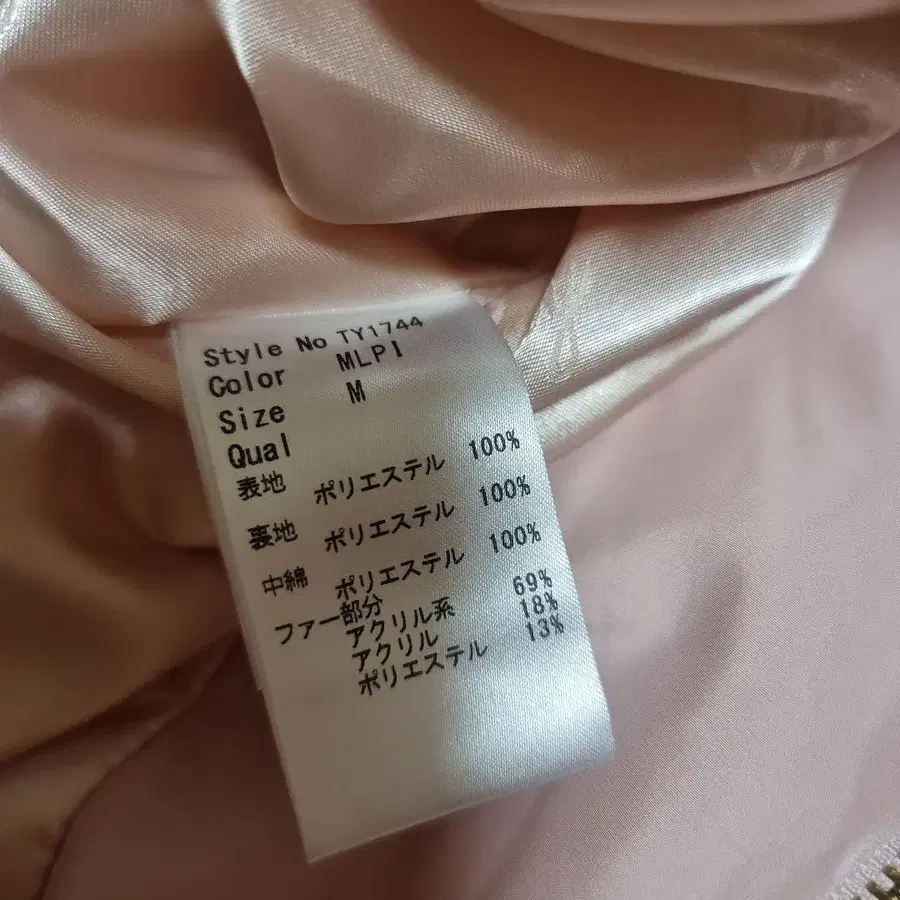 Style No TY1744
Color MLPI
Size M
Qual
表地 ポリエステル 100%
裏地 ポリエステル 100%
中綿 ポリエステル 100%
ファー部分
アクリル系 69%
アクリル 18%
ポリエステル 13%